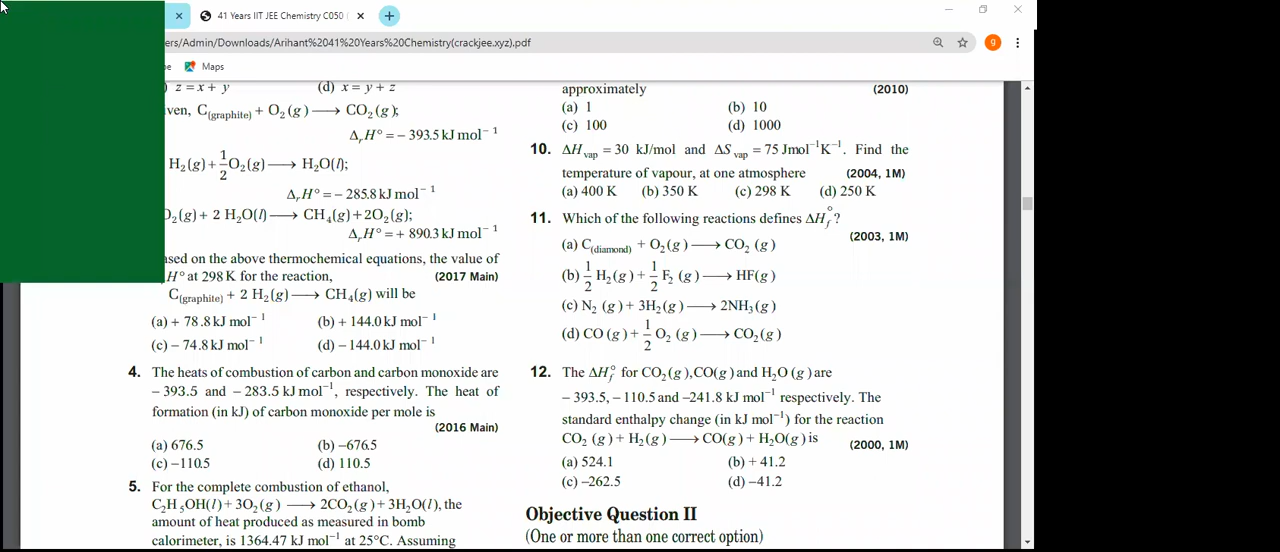 41 Years IIT JEE Chemistry C050
ers/Admin/Downloads/Arihant%2041%20Years%20Chemistry(crackjee.xyz).pdf
g
Maps
z = x + y (d) x = y + z
ven, C(graphite) + O₂(g) ⟶ CO₂(g);
ΔᵣH° = – 393.5 kJ mol⁻¹
H₂(g) + 1/2 O₂(g) ⟶ H₂O(l);
ΔᵣH° = – 285.8 kJ mol⁻¹
O₂(g) + 2 H₂O(l) ⟶ CH₄(g) + 2O₂(g);
ΔᵣH° = + 890.3 kJ mol⁻¹
ased on the above thermochemical equations, the value of
H° at 298 K for the reaction, (2017 Main)
C(graphite) + 2 H₂(g) ⟶ CH₄(g) will be
(a) + 78.8 kJ mol⁻¹ (b) + 144.0 kJ mol⁻¹
(c) – 74.8 kJ mol⁻¹ (d) – 144.0 kJ mol⁻¹
4. The heats of combustion of carbon and carbon monoxide are
– 393.5 and – 283.5 kJ mol⁻¹, respectively. The heat of
formation (in kJ) of carbon monoxide per mole is
(2016 Main)
(a) 676.5 (b) –676.5
(c) –110.5 (d) 110.5
5. For the complete combustion of ethanol,
C₂H₅OH(l) + 3O₂(g) ⟶ 2CO₂(g) + 3H₂O(l), the
amount of heat produced as measured in bomb
calorimeter, is 1364.47 kJ mol⁻¹ at 25°C. Assuming
approximately (2010)
(a) 1 (b) 10
(c) 100 (d) 1000
10. ΔH vap = 30 kJ/mol and ΔS vap = 75 Jmol⁻¹K⁻¹. Find the
temperature of vapour, at one atmosphere (2004, 1M)
(a) 400 K (b) 350 K (c) 298 K (d) 250 K
11. Which of the following reactions defines ΔH°f?
(2003, 1M)
(a) C(diamond) + O₂(g) ⟶ CO₂ (g)
(b) 1/2 H₂(g) + 1/2 F₂ (g) ⟶ HF(g)
(c) N₂ (g) + 3H₂(g) ⟶ 2NH₃(g)
(d) CO (g) + 1/2 O₂ (g) ⟶ CO₂(g)
12. The ΔH°f for CO₂(g), CO(g) and H₂O (g) are
– 393.5, – 110.5 and –241.8 kJ mol⁻¹ respectively. The
standard enthalpy change (in kJ mol⁻¹) for the reaction
CO₂ (g) + H₂(g) ⟶ CO(g) + H₂O(g) is (2000, 1M)
(a) 524.1 (b) + 41.2
(c) –262.5 (d) –41.2
Objective Question II
(One or more than one correct option)